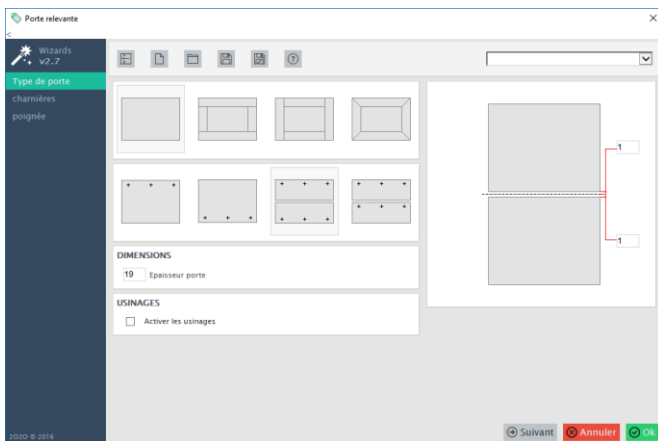 Porte relevante
<
Wizards
v2.7
Type de porte
charnières
poignée
1
1
DIMENSIONS
19 Epaisseur porte
USINAGES
Activer les usinages
2020 © 2016
Suivant
Annuler
Ok